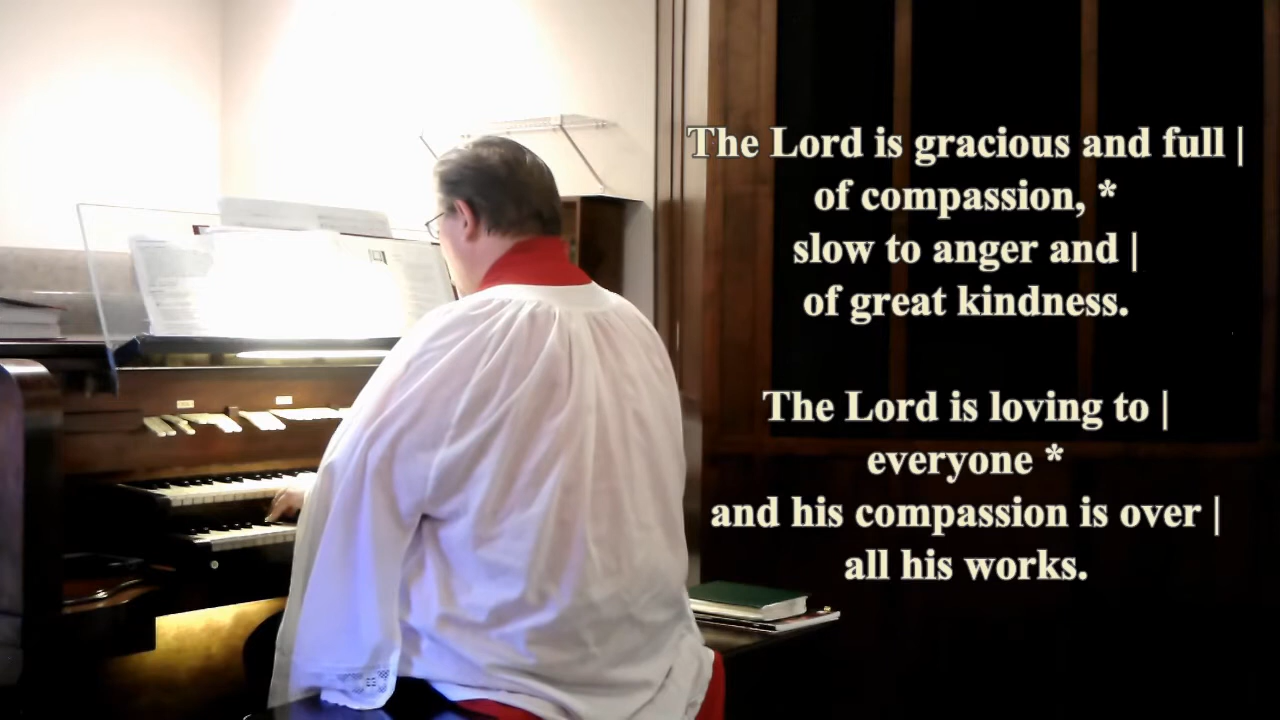 The Lord is gracious and full |
of compassion, *
slow to anger and |
of great kindness.
The Lord is loving to |
everyone *
and his compassion is over |
all his works.